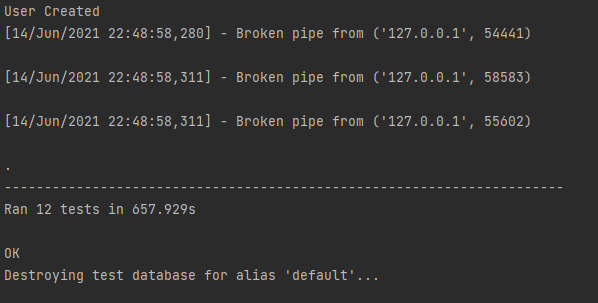 User Created
[14/Jun/2021 22:48:58,280] - Broken pipe from ('127.0.0.1', 54441)
[14/Jun/2021 22:48:58,311] - Broken pipe from ('127.0.0.1', 58583)
[14/Jun/2021 22:48:58,311] - Broken pipe from ('127.0.0.1', 55602)
.
----------------------------------------------------------------------
Ran 12 tests in 657.929s
OK
Destroying test database for alias 'default'...